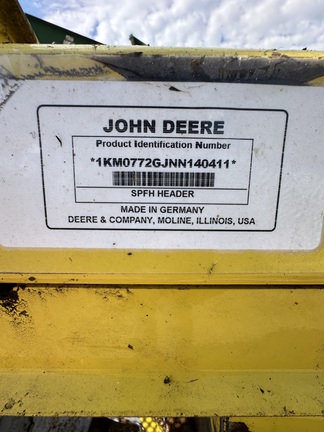 JOHN DEERE
Product Identification Number
*1KM0772GJNN140411*
SPFH HEADER
MADE IN GERMANY
DEERE & COMPANY, MOLINE, ILLINOIS, USA